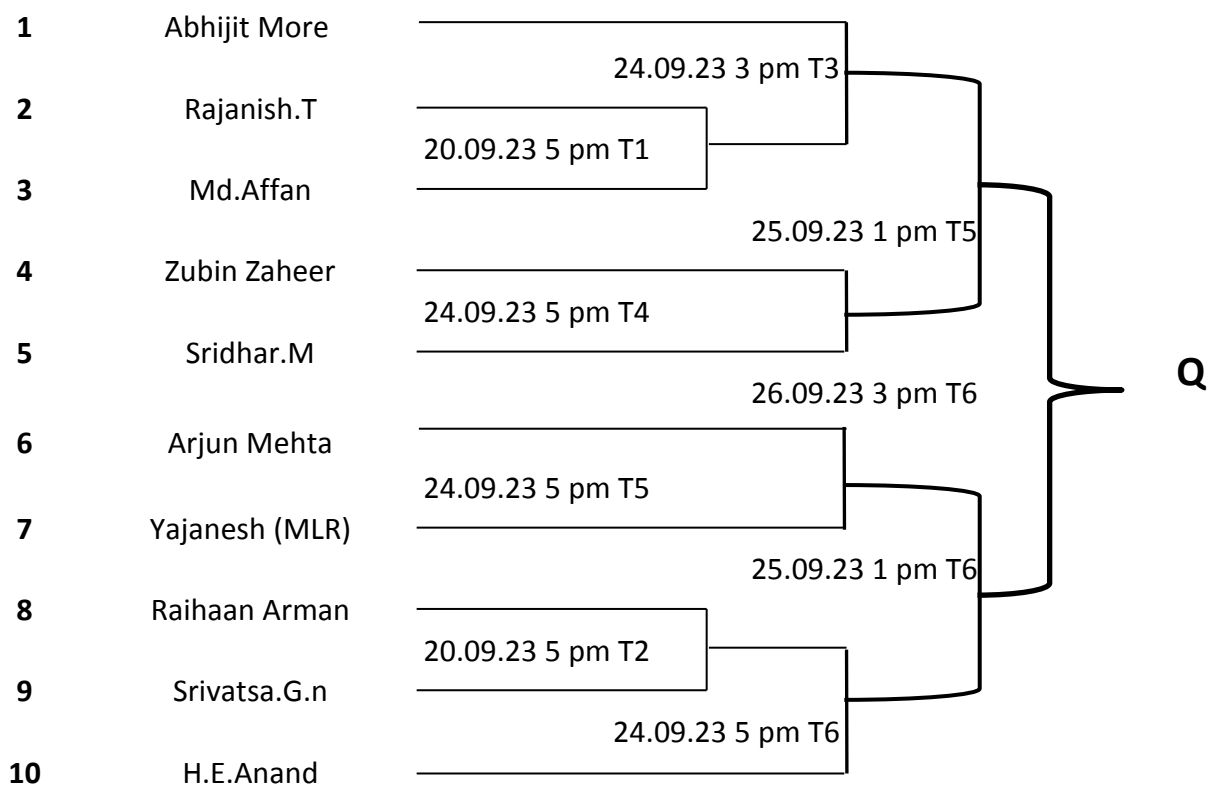 1 Abhijit More
24.09.23 3 pm T3
2 Rajanish.T
20.09.23 5 pm T1
3 Md.Affan
25.09.23 1 pm T5
4 Zubin Zaheer
24.09.23 5 pm T4
5 Sridhar.M
Q
26.09.23 3 pm T6
6 Arjun Mehta
24.09.23 5 pm T5
7 Yajanesh (MLR)
25.09.23 1 pm T6
8 Raihaan Arman
20.09.23 5 pm T2
9 Srivatsa.G.n
24.09.23 5 pm T6
10 H.E.Anand